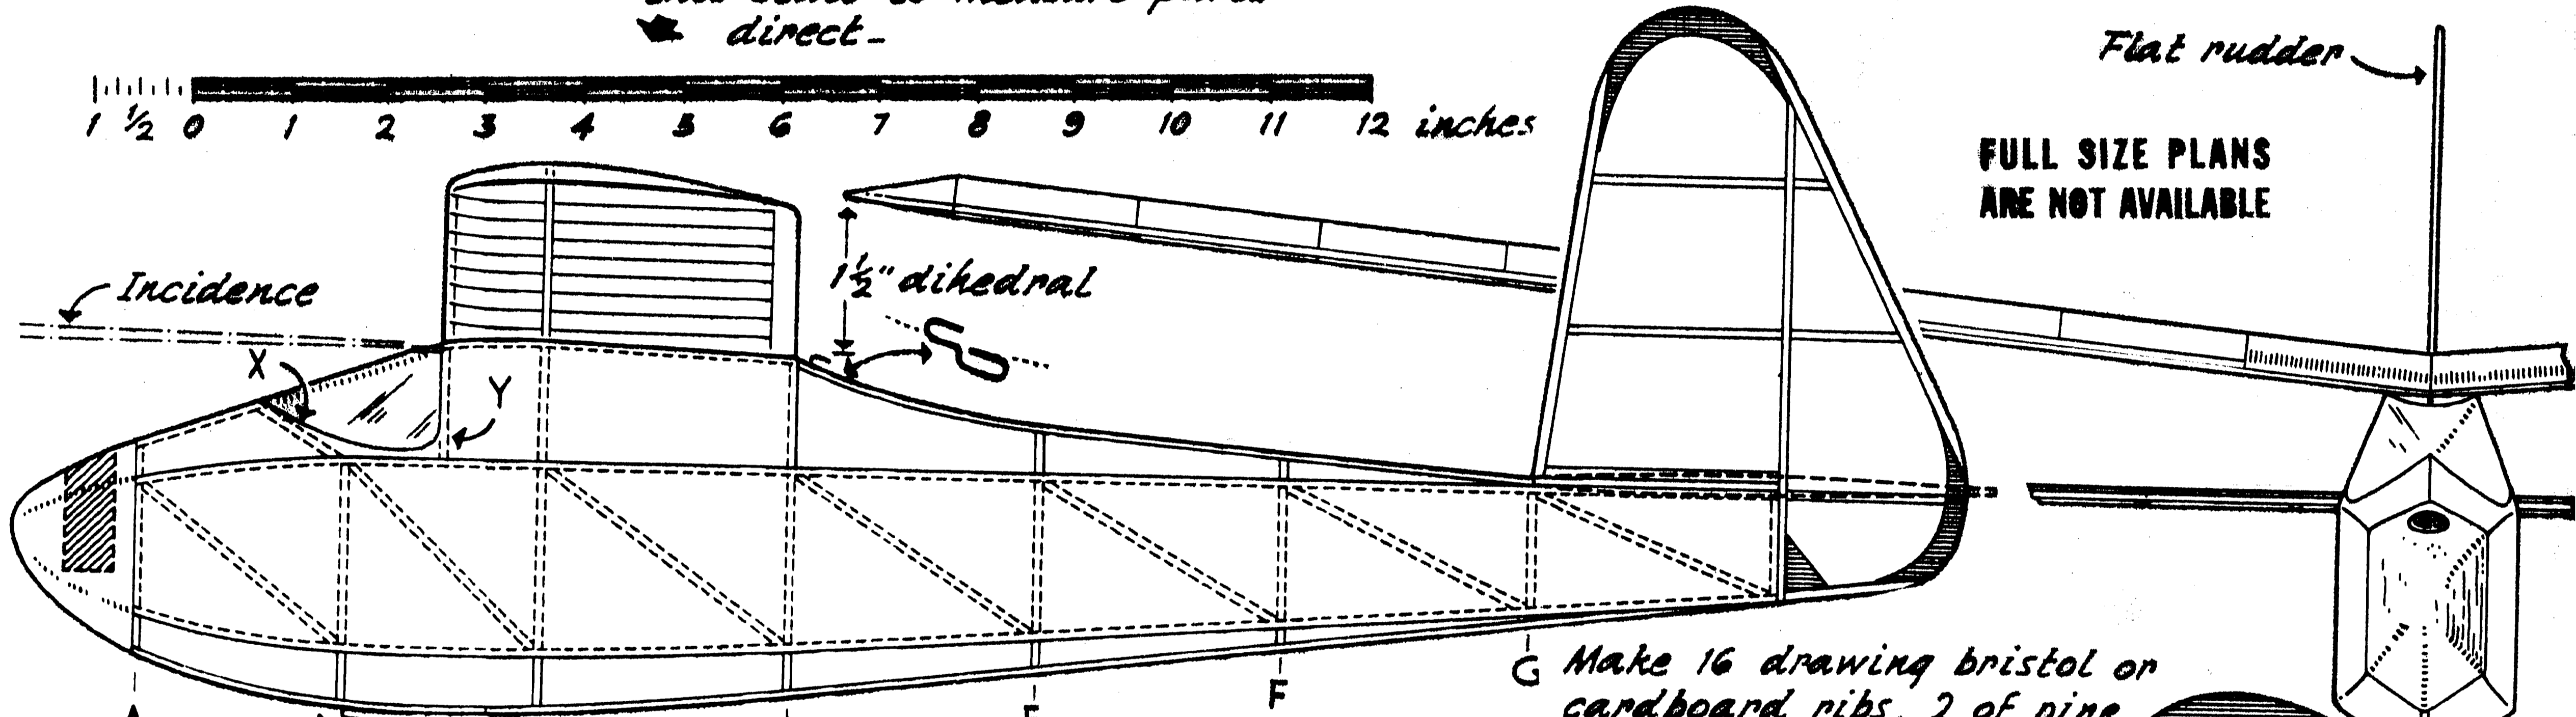 direct-
1 ½ 0 1 2 3 4 5 6 7 8 9 10 11 12 inches
Flat rudder
FULL SIZE PLANS
ARE NOT AVAILABLE
Incidence
1½" dihedral
X
Y
G
F
Make 16 drawing bristol or
cardboard ribs, 2 of pine